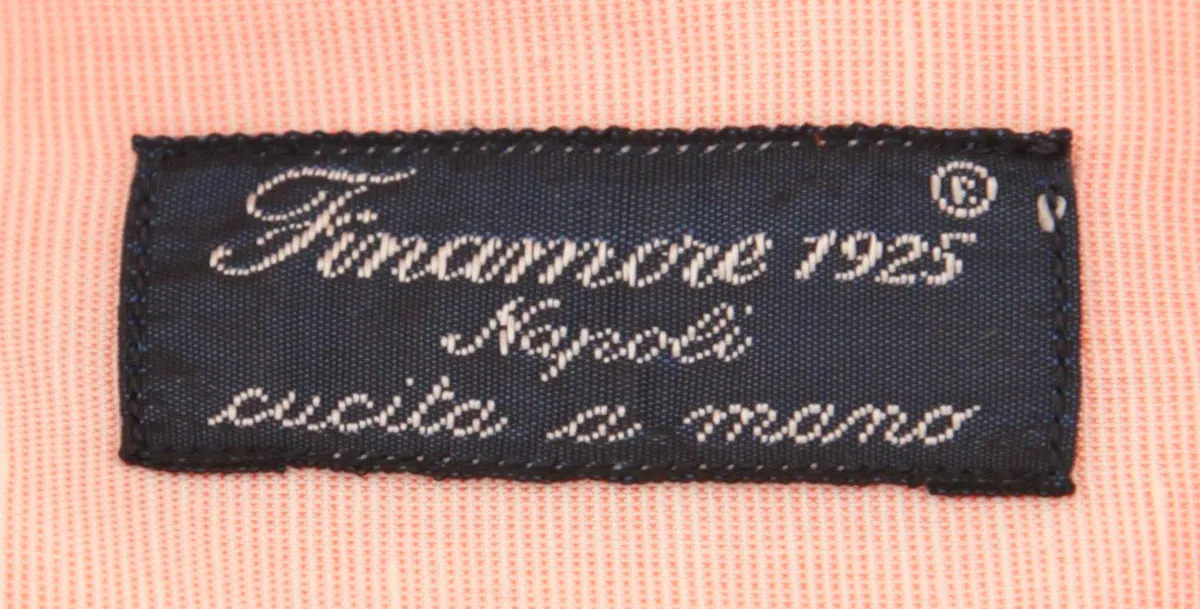 Finamore 1925 ®
Napoli
cucita a mano